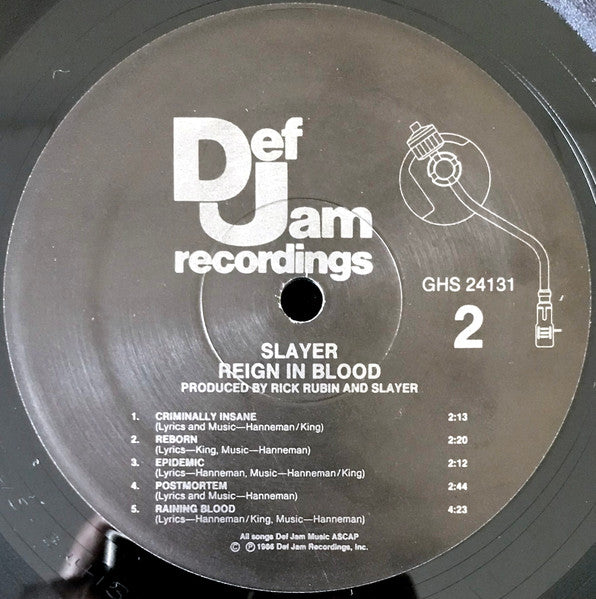 Def
Jam
recordings
GHS 24131
2
SLAYER
REIGN IN BLOOD
PRODUCED BY RICK RUBIN AND SLAYER
1. CRIMINALLY INSANE 2:13
(Lyrics and Music—Hanneman/King)
2. REBORN 2:20
(Lyrics—King, Music—Hanneman)
3. EPIDEMIC 2:12
(Lyrics—Hanneman, Music—Hanneman/King)
4. POSTMORTEM 2:44
(Lyrics and Music—Hanneman)
5. RAINING BLOOD 4:23
(Lyrics—Hanneman/King, Music—Hanneman)
All songs Def Jam Music ASCAP
© ℗ 1986 Def Jam Recordings, Inc.